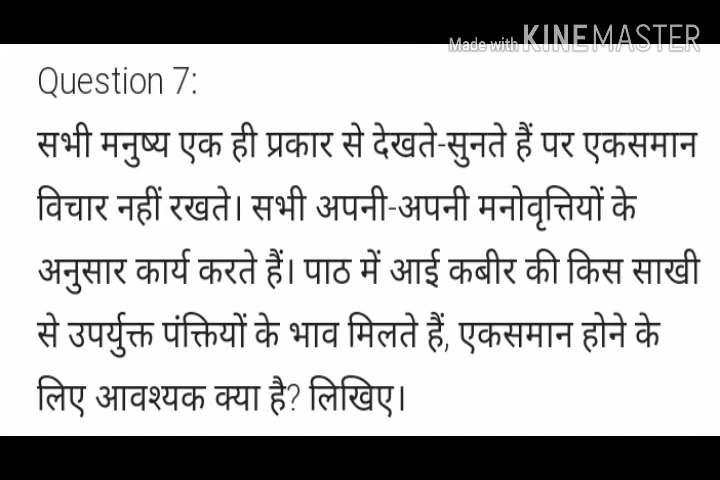 Made with KINEMASTER
Question 7:
सभी मनुष्य एक ही प्रकार से देखते-सुनते हैं पर एकसमान
विचार नहीं रखते। सभी अपनी-अपनी मनोवृत्तियों के
अनुसार कार्य करते हैं। पाठ में आई कबीर की किस साखी
से उपर्युक्त पंक्तियों के भाव मिलते हैं, एकसमान होने के
लिए आवश्यक क्या है? लिखिए।